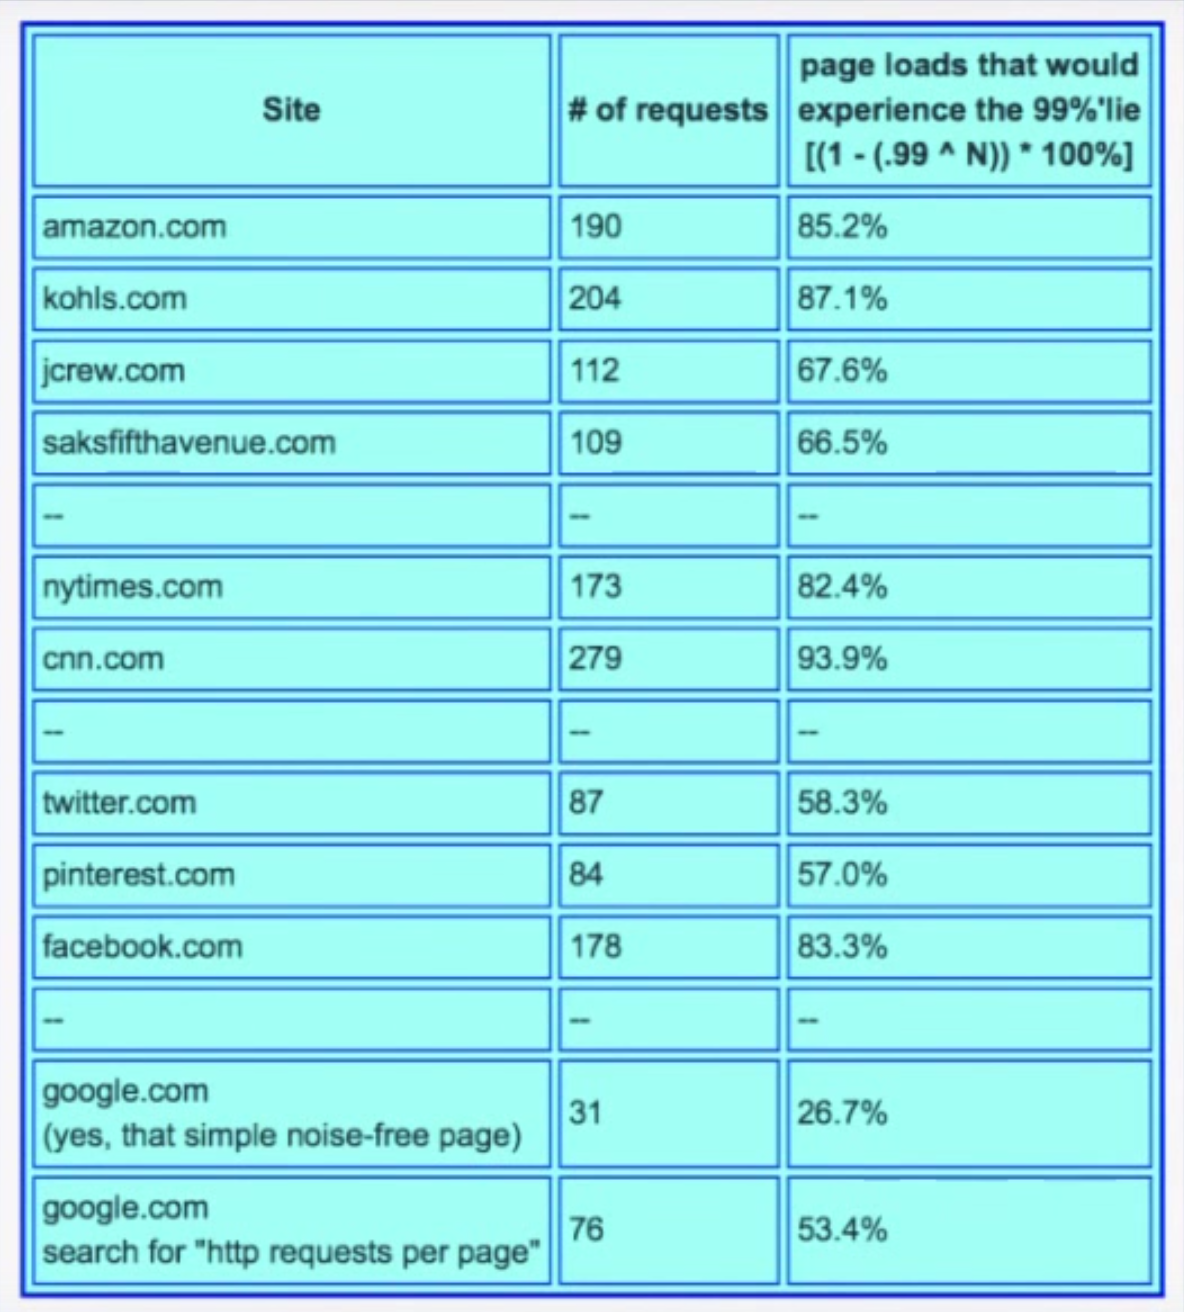 Site # of requests page loads that would
experience the 99%'lie
[(1 - (.99 ^ N)) * 100%]
amazon.com 190 85.2%
kohls.com 204 87.1%
jcrew.com 112 67.6%
saksfifthavenue.com 109 66.5%
-- -- --
nytimes.com 173 82.4%
cnn.com 279 93.9%
-- -- --
twitter.com 87 58.3%
pinterest.com 84 57.0%
facebook.com 178 83.3%
-- -- --
google.com
(yes, that simple noise-free page) 31 26.7%
google.com
search for "http requests per page" 76 53.4%